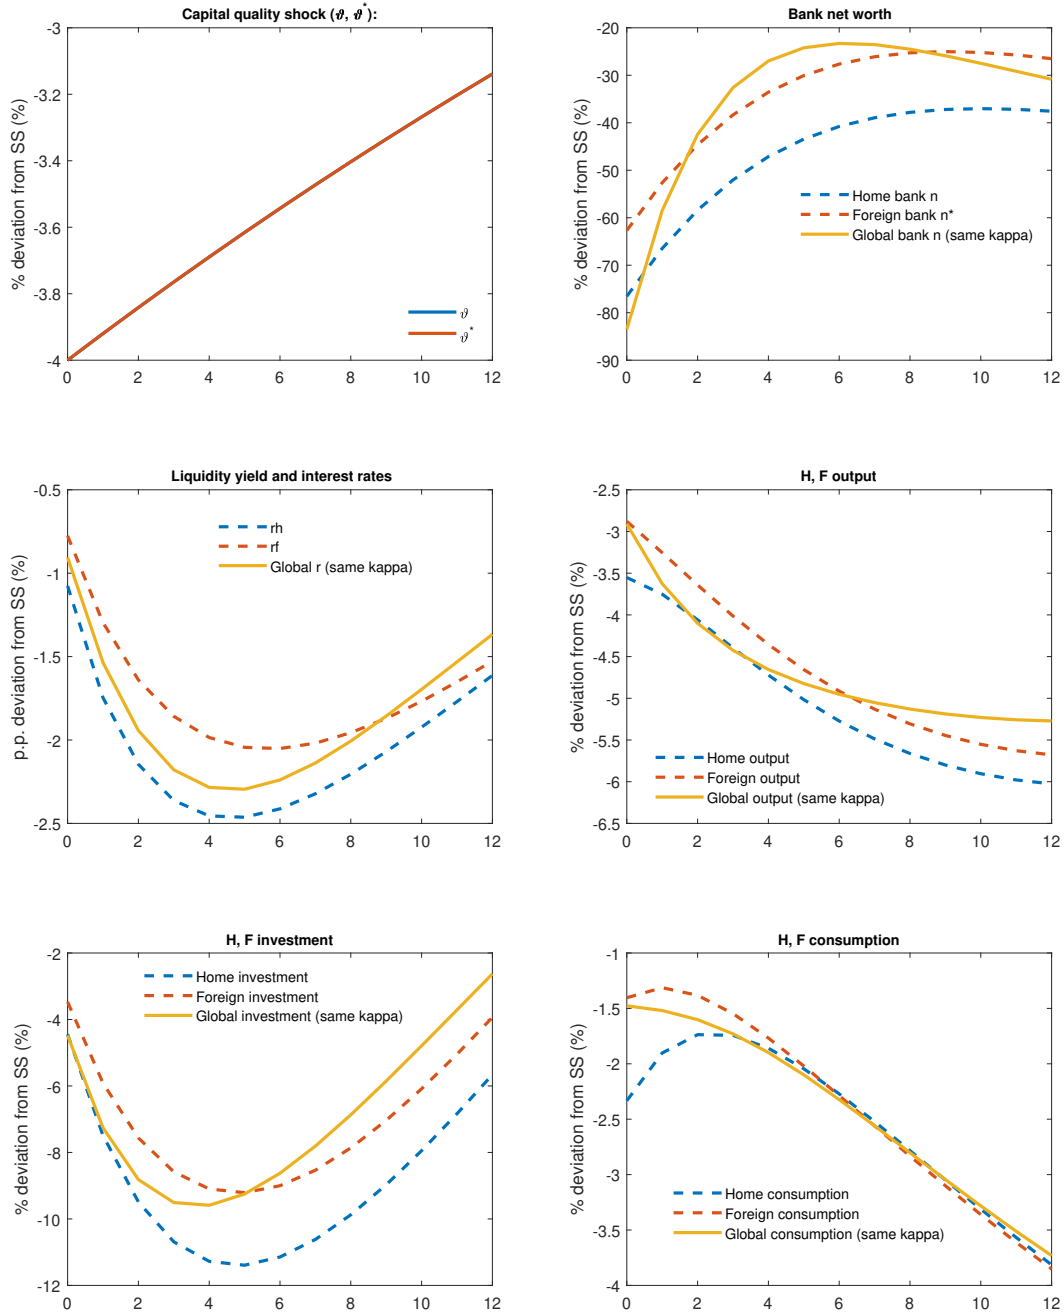 Capital quality shock (ϑ, ϑ*):
% deviation from SS (%)
-3
-3.2
-3.4
-3.6
-3.8
-4
0 2 4 6 8 10 12
ϑ
ϑ*
Bank net worth
% deviation from SS (%)
-20
-30
-40
-50
-60
-70
-80
-90
0 2 4 6 8 10 12
Home bank n
Foreign bank n*
Global bank n (same kappa)
Liquidity yield and interest rates
p.p. deviation from SS (%)
-0.5
-1
-1.5
-2
-2.5
0 2 4 6 8 10 12
rh
rf
Global r (same kappa)
H, F output
% deviation from SS (%)
-2.5
-3
-3.5
-4
-4.5
-5
-5.5
-6
-6.5
0 2 4 6 8 10 12
Home output
Foreign output
Global output (same kappa)
H, F investment
% deviation from SS (%)
-2
-4
-6
-8
-10
-12
0 2 4 6 8 10 12
Home investment
Foreign investment
Global investment (same kappa)
H, F consumption
% deviation from SS (%)
-1
-1.5
-2
-2.5
-3
-3.5
-4
0 2 4 6 8 10 12
Home consumption
Foreign consumption
Global consumption (same kappa)